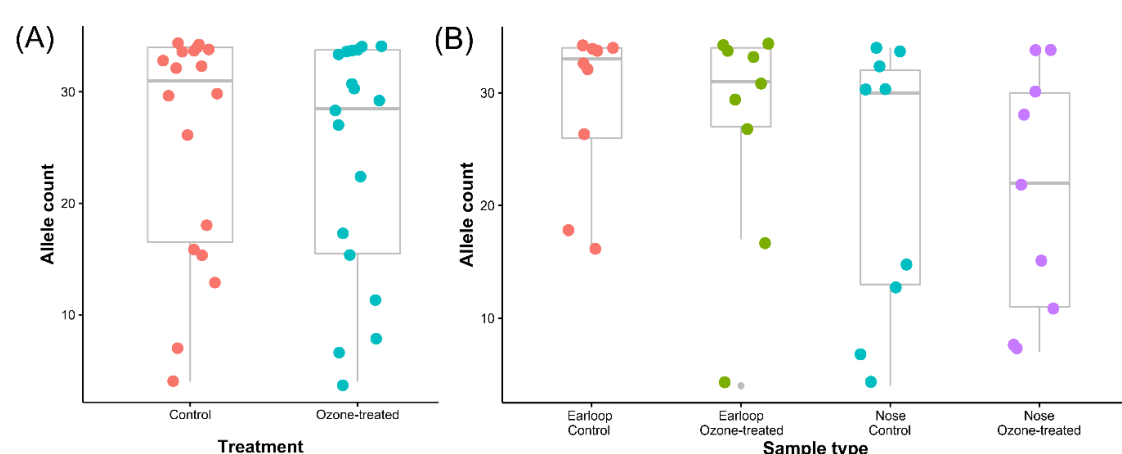 (A)
Allele count
30
20
10
Control
Ozone-treated
Treatment
(B)
Allele count
30
20
10
Earloop
Control
Earloop
Ozone-treated
Nose
Control
Nose
Ozone-treated
Sample type